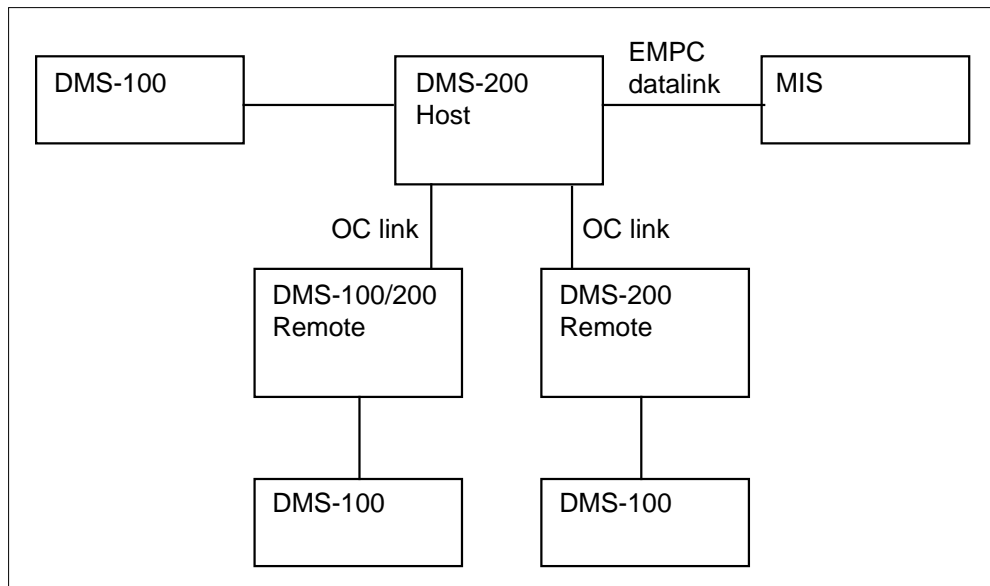 DMS-100
DMS-200
Host
EMPC
datalink
MIS
OC link
OC link
DMS-100/200
Remote
DMS-200
Remote
DMS-100
DMS-100